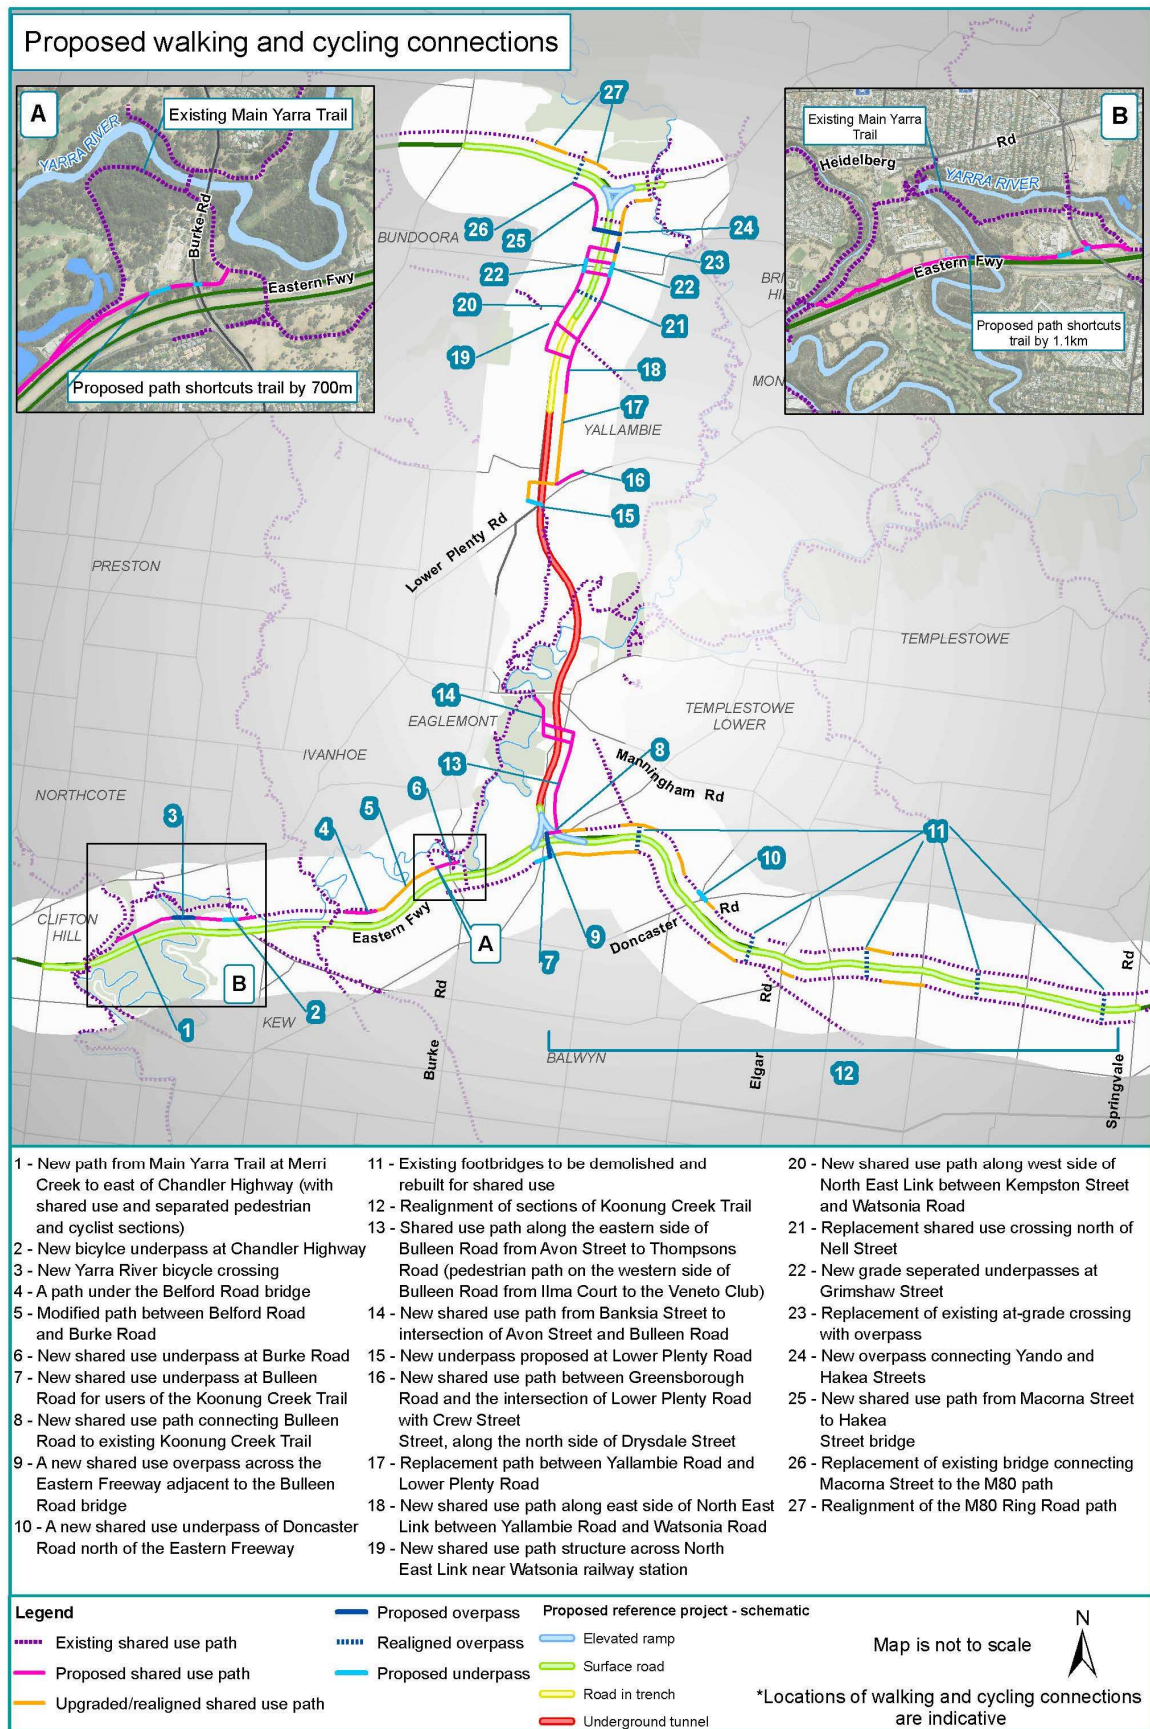 Proposed walking and cycling connections
A
Existing Main Yarra Trail
YARRA RIVER
Burke Rd
Eastern Fwy
Proposed path shortcuts trail by 700m
B
Existing Main Yarra
Trail
Heidelberg
Rd
YARRA RIVER
Eastern Fwy
Proposed path shortcuts
trail by 1.1km
27
BUNDOORA
26
25
24
23
22
22
20
21
19
18
17
YALLAMBIE
16
15
Lower Plenty Rd
PRESTON
TEMPLESTOWE
14
EAGLEMONT
TEMPLESTOWE
LOWER
IVANHOE
13
8
Manningham Rd
NORTHCOTE
3
6
5
4
11
10
CLIFTON
HILL
Eastern Fwy
A
Rd
Doncaster
9
7
B
Rd
Rd
Rd
1
KEW
2
Burke
BALWYN
Elgar
12
Springvale
1 - New path from Main Yarra Trail at Merri
Creek to east of Chandler Highway (with
shared use and separated pedestrian
and cyclist sections)
2 - New bicylce underpass at Chandler Highway
3 - New Yarra River bicycle crossing
4 - A path under the Belford Road bridge
5 - Modified path between Belford Road
and Burke Road
6 - New shared use underpass at Burke Road
7 - New shared use underpass at Bulleen
Road for users of the Koonung Creek Trail
8 - New shared use path connecting Bulleen
Road to existing Koonung Creek Trail
9 - A new shared use overpass across the
Eastern Freeway adjacent to the Bulleen
Road bridge
10 - A new shared use underpass of Doncaster
Road north of the Eastern Freeway
11 - Existing footbridges to be demolished and
rebuilt for shared use
12 - Realignment of sections of Koonung Creek Trail
13 - Shared use path along the eastern side of
Bulleen Road from Avon Street to Thompsons
Road (pedestrian path on the western side of
Bulleen Road from Ilma Court to the Veneto Club)
14 - New shared use path from Banksia Street to
intersection of Avon Street and Bulleen Road
15 - New underpass proposed at Lower Plenty Road
16 - New shared use path between Greensborough
Road and the intersection of Lower Plenty Road
with Crew Street
Street, along the north side of Drysdale Street
17 - Replacement path between Yallambie Road and
Lower Plenty Road
18 - New shared use path along east side of North East
Link between Yallambie Road and Watsonia Road
19 - New shared use path structure across North
East Link near Watsonia railway station
20 - New shared use path along west side of
North East Link between Kempston Street
and Watsonia Road
21 - Replacement shared use crossing north of
Nell Street
22 - New grade seperated underpasses at
Grimshaw Street
23 - Replacement of existing at-grade crossing
with overpass
24 - New overpass connecting Yando and
Hakea Streets
25 - New shared use path from Macorna Street
to Hakea
Street bridge
26 - Replacement of existing bridge connecting
Macorna Street to the M80 path
27 - Realignment of the M80 Ring Road path
Legend
Existing shared use path
Proposed shared use path
Upgraded/realigned shared use path
Proposed overpass
Realigned overpass
Proposed underpass
Proposed reference project - schematic
Elevated ramp
Surface road
Road in trench
Underground tunnel
Map is not to scale
N
*Locations of walking and cycling connections
are indicative